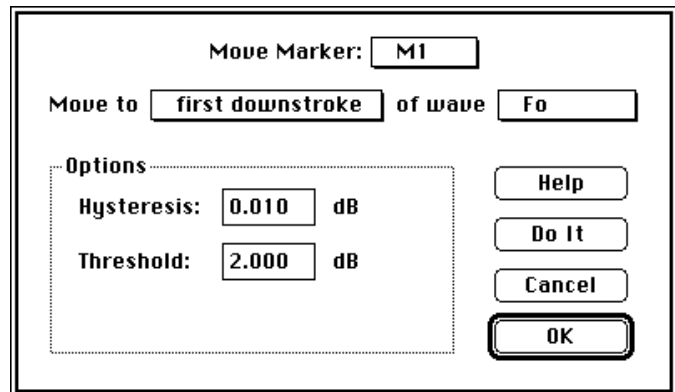 Move Marker: M1
Move to first downstroke of wave Fo
Options
Hysteresis: 0.010 dB
Threshold: 2.000 dB
Help
Do It
Cancel
OK